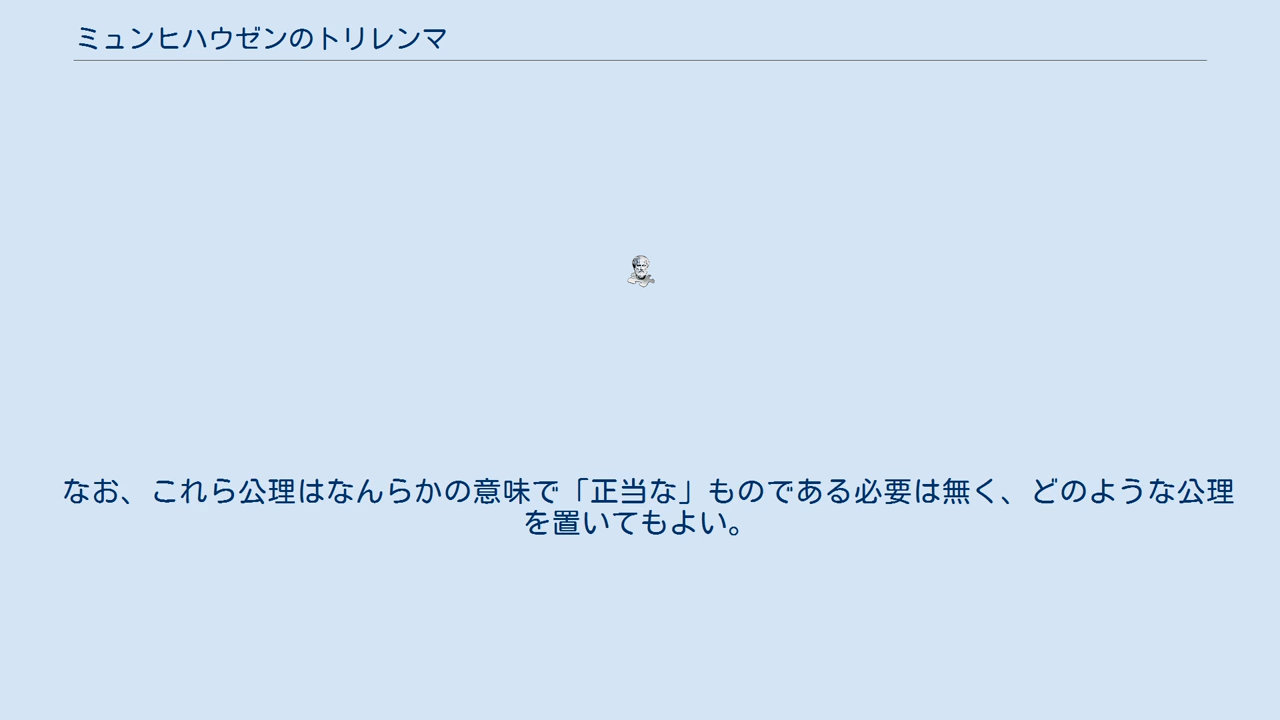 ミュンヒハウゼンのトリレンマ
なお、これら公理はなんらかの意味で「正当な」ものである必要は無く、どのような公理
を置いてもよい。